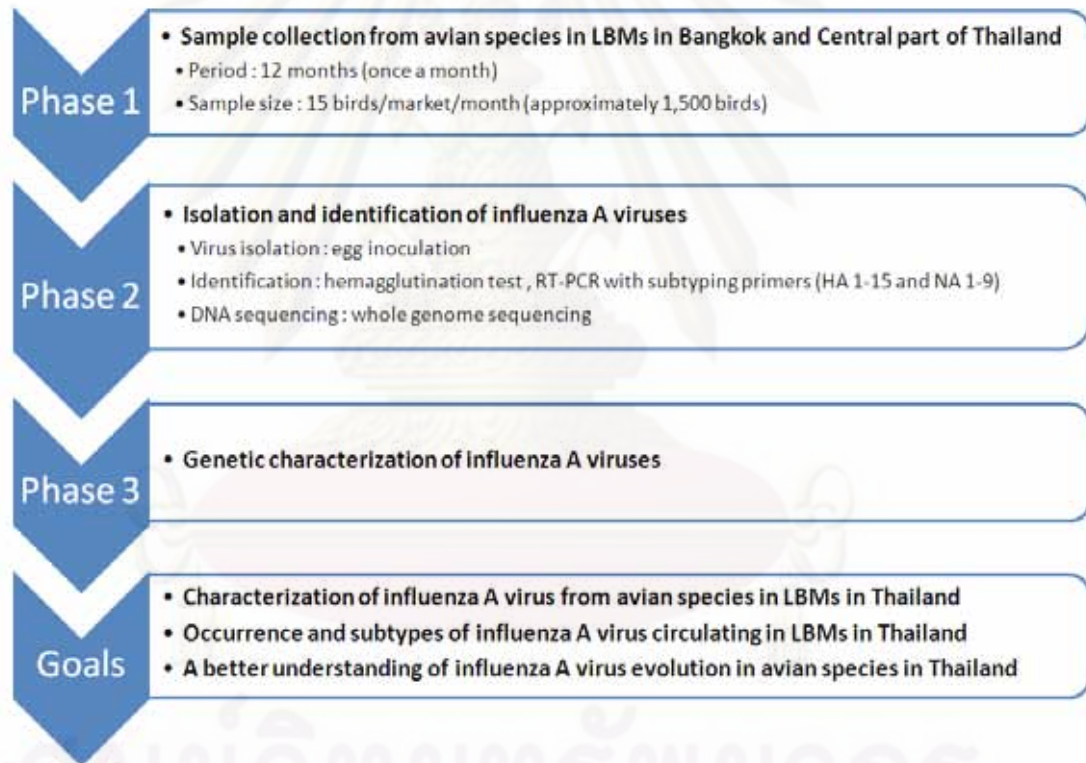 Phase 1
• Sample collection from avian species in LBMs in Bangkok and Central part of Thailand
• Period : 12 months (once a month)
• Sample size : 15 birds/market/month (approximately 1,500 birds)
Phase 2
• Isolation and identification of influenza A viruses
• Virus isolation : egg inoculation
• Identification : hemagglutination test , RT-PCR with subtyping primers (HA 1-15 and NA 1-9)
• DNA sequencing : whole genome sequencing
Phase 3
• Genetic characterization of influenza A viruses
Goals
• Characterization of influenza A virus from avian species in LBMs in Thailand
• Occurrence and subtypes of influenza A virus circulating in LBMs in Thailand
• A better understanding of influenza A virus evolution in avian species in Thailand